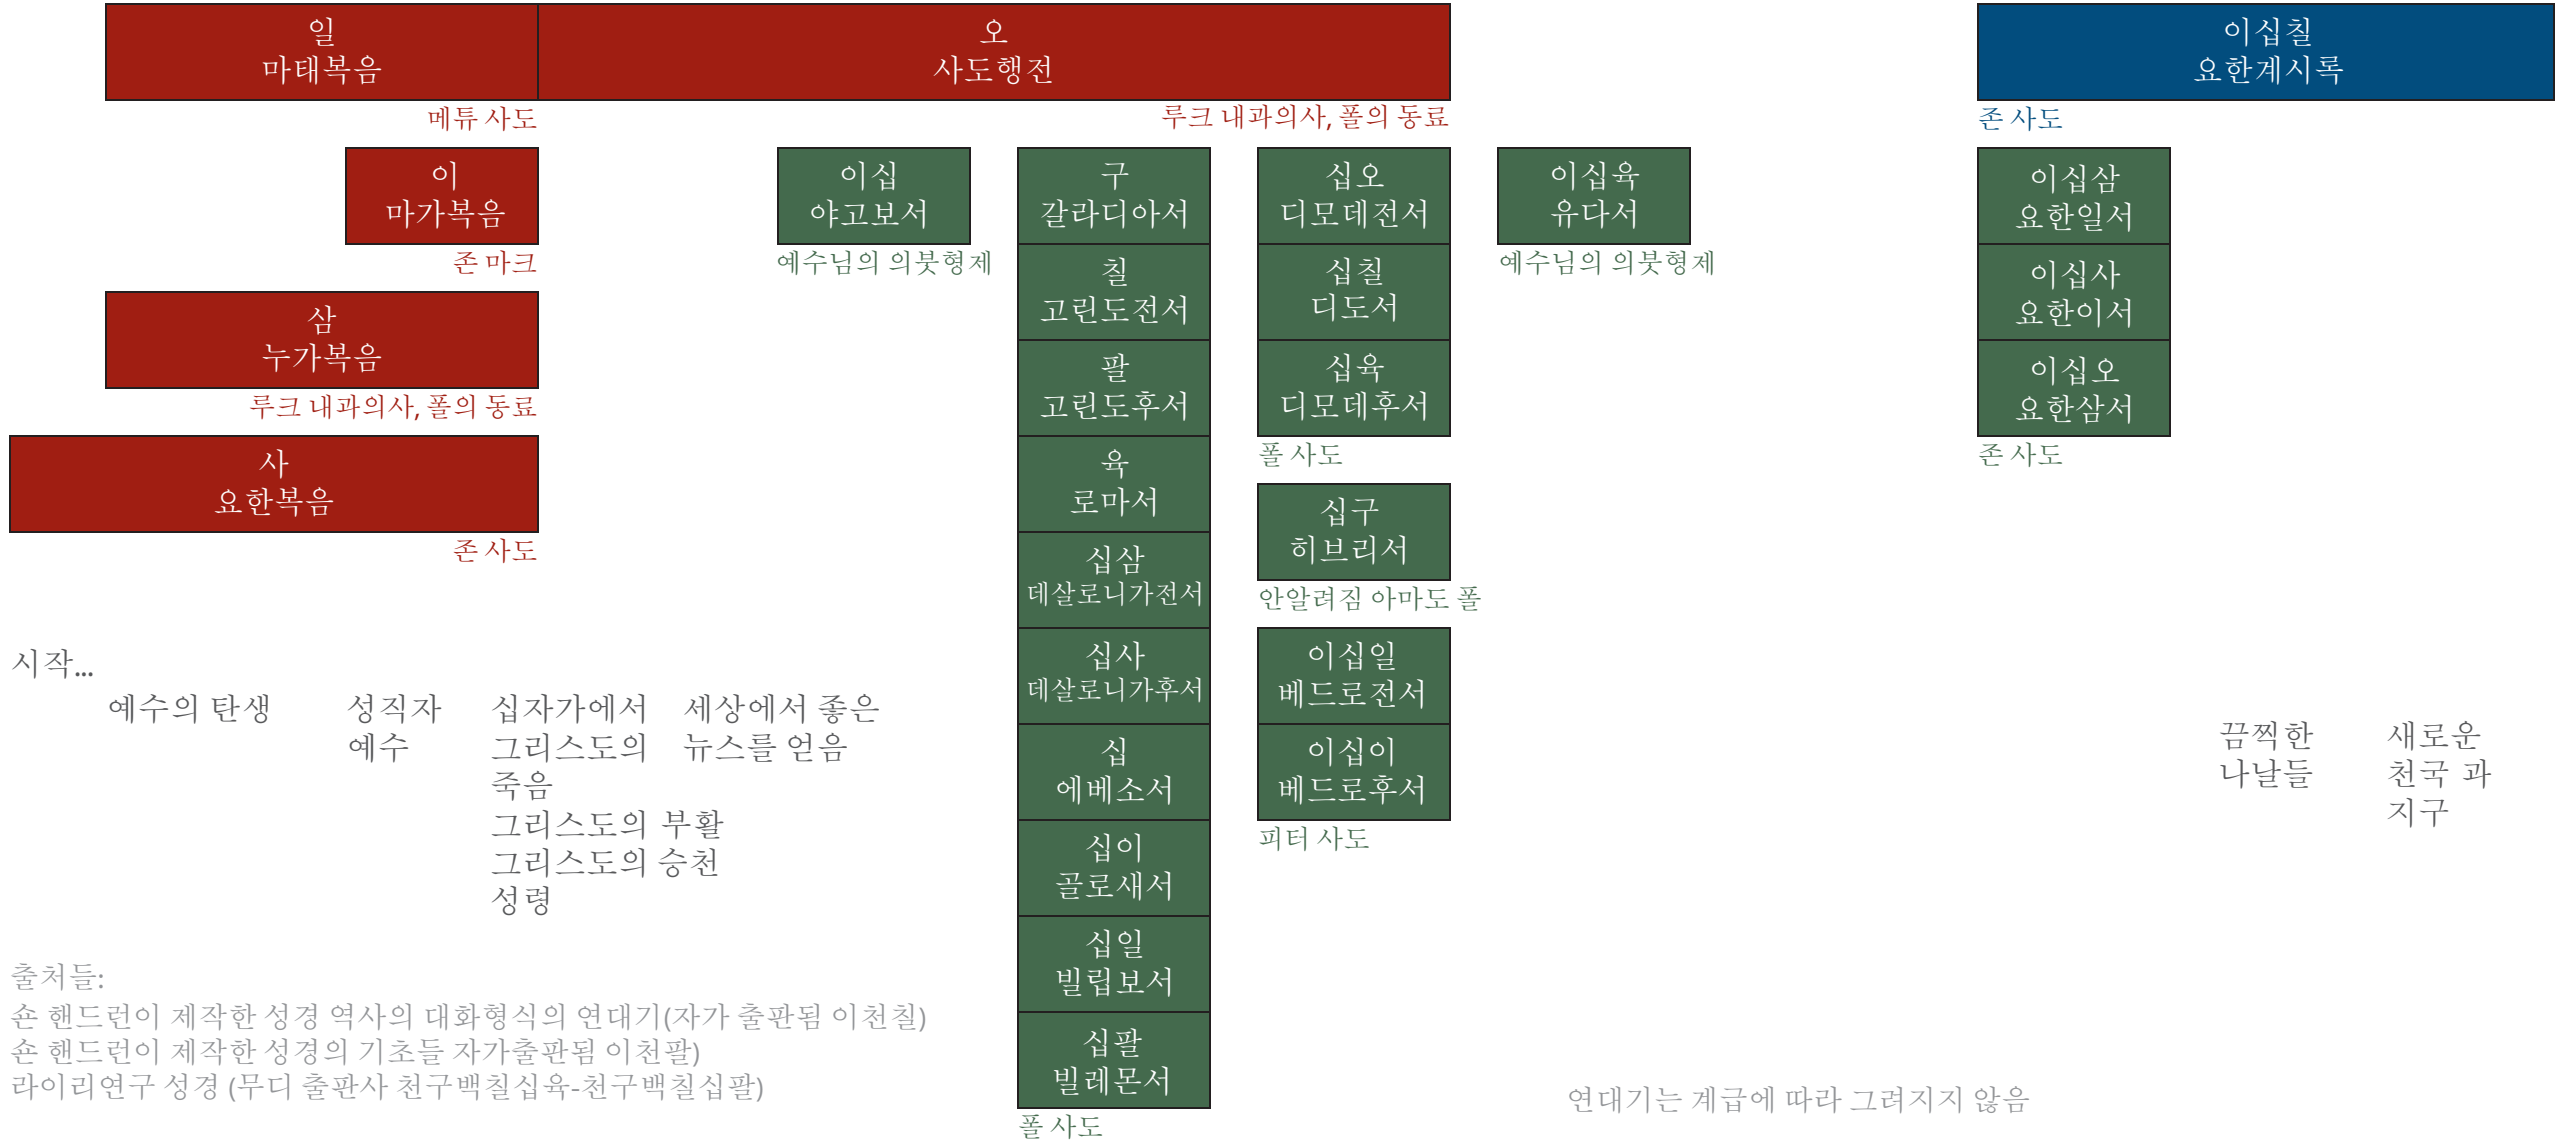 일
마태복음
메튜 사도
오
사도행전
루크 내과의사, 폴의 동료
이십칠
요한계시록
존 사도
이
마가복음
존 마크
삼
누가복음
루크 내과의사, 폴의 동료
사
요한복음
존 사도
이십
야고보서
예수님의 의붓형제
구
갈라디아서
칠
고린도전서
팔
고린도후서
육
로마서
십삼
데살로니가전서
십사
데살로니가후서
십
에베소서
십이
골로새서
십일
빌립보서
십팔
빌레몬서
폴 사도
십오
디모데전서
십칠
디도서
십육
디모데후서
폴 사도
십구
히브리서
안알려짐 아마도 폴
이십일
베드로전서
이십이
베드로후서
피터 사도
이십육
유다서
예수님의 의붓형제
이십삼
요한일서
이십사
요한이서
이십오
요한삼서
존 사도
시작...
예수의 탄생
성직자
예수
십자가에서
그리스도의
죽음
그리스도의 부활
그리스도의 승천
성령
세상에서 좋은
뉴스를 얻음
끔찍한
나날들
새로운
천국 과
지구
출처들:
숀 핸드런이 제작한 성경 역사의 대화형식의 연대기(자가 출판됨 이천칠)
숀 핸드런이 제작한 성경의 기초들 자가출판됨 이천팔)
라이리연구 성경 (무디 출판사 천구백칠십육-천구백칠십팔)
연대기는 계급에 따라 그려지지 않음